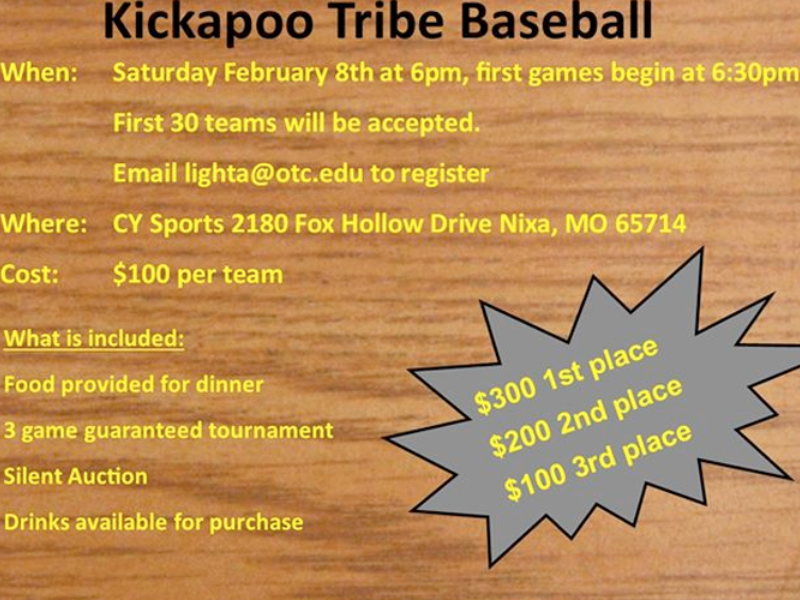 Kickapoo Tribe Baseball
When: Saturday February 8th at 6pm, first games begin at 6:30pm
First 30 teams will be accepted.
Email lighta@otc.edu to register
Where: CY Sports 2180 Fox Hollow Drive Nixa, MO 65714
Cost: $100 per team
What is included:
Food provided for dinner
3 game guaranteed tournament
Silent Auction
Drinks available for purchase
$300 1st place
$200 2nd place
$100 3rd place